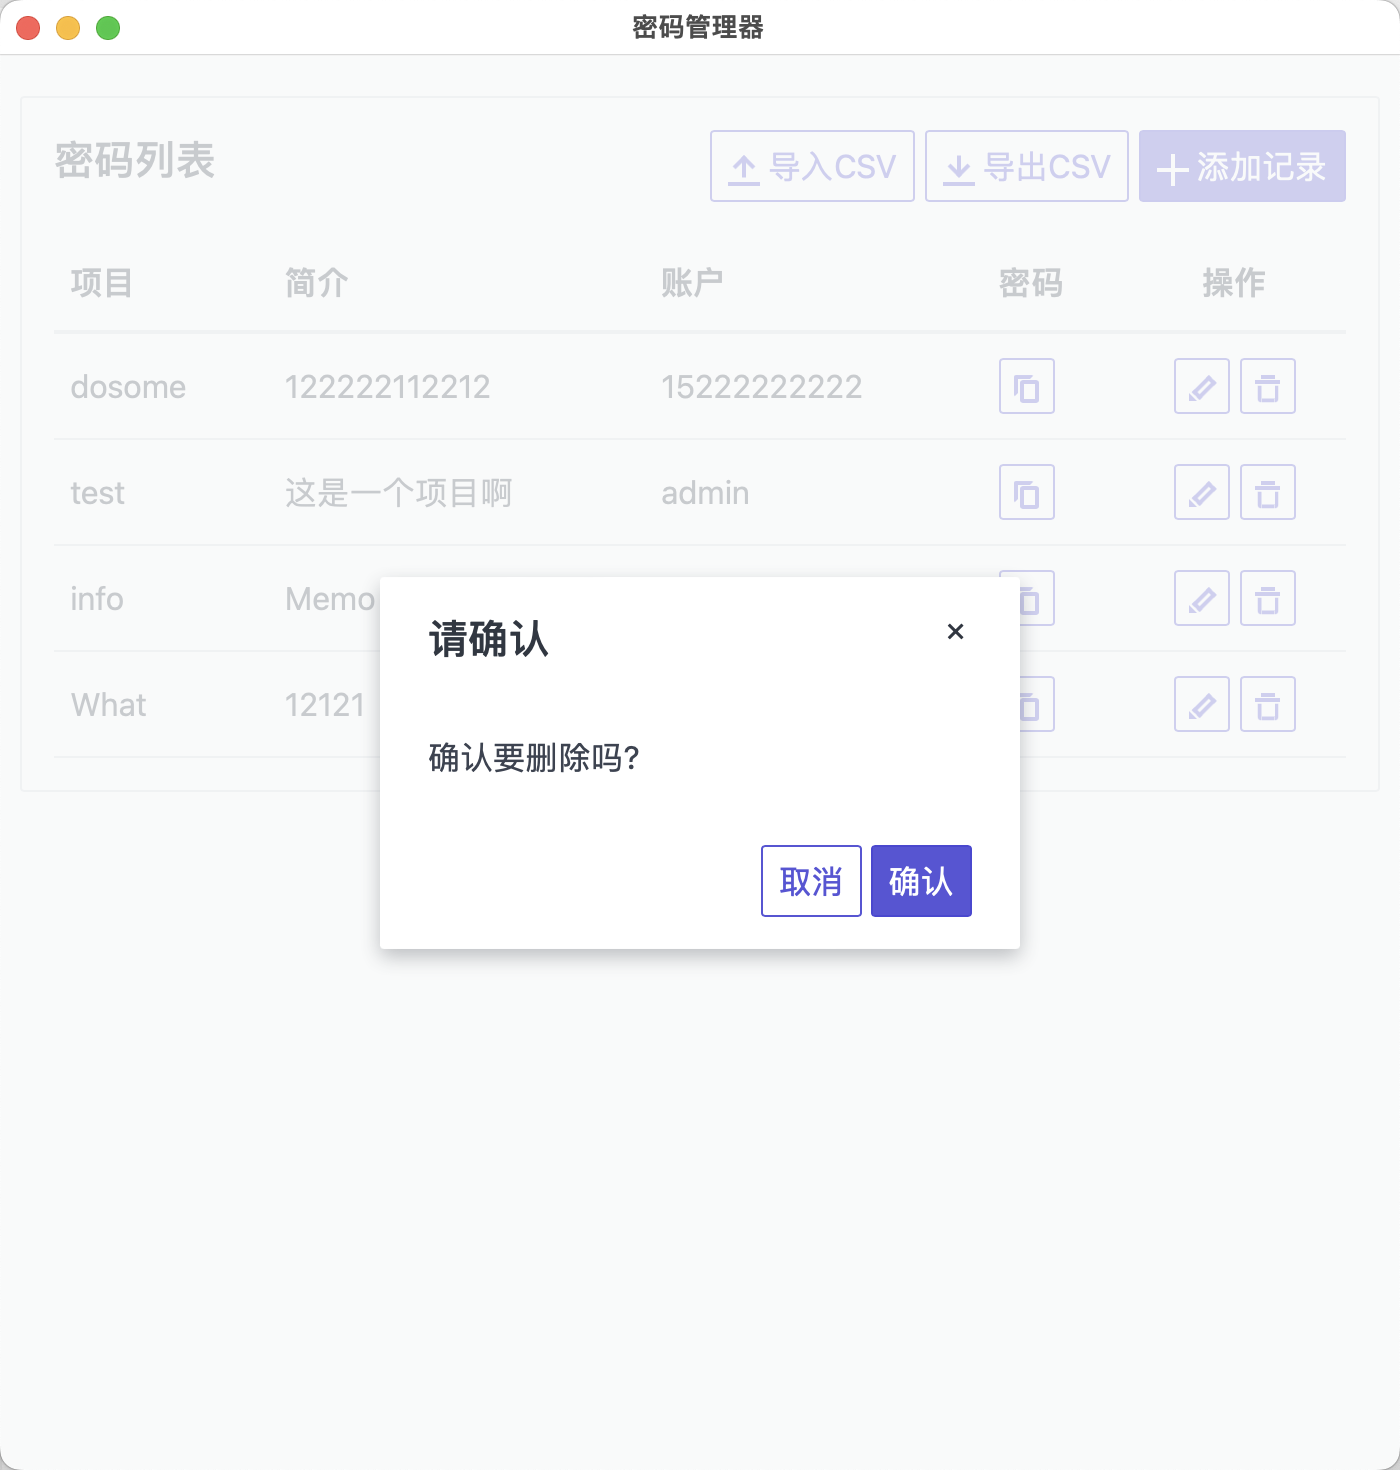 密码管理器
密码列表
导入CSV 导出CSV 添加记录
项目 简介 账户 密码 操作
dosome 122222112212 15222222222
test 这是一个项目啊 admin
info Memo
What 12121
请确认
×
确认要删除吗?
取消 确认